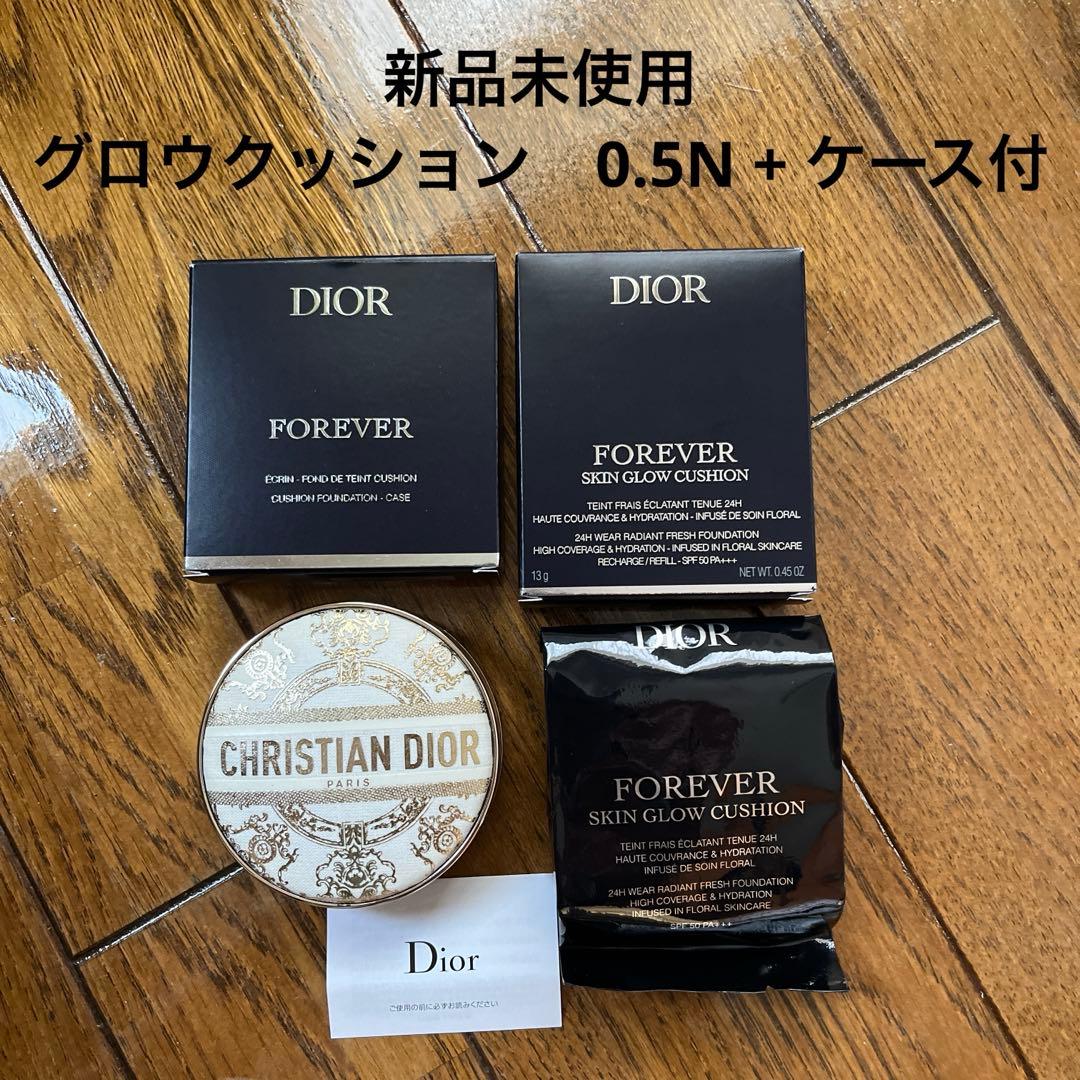 新品未使用
グロウクッション　0.5N + ケース付
DIOR
FOREVER
ÉCRIN - FOND DE TEINT CUSHION
CUSHION FOUNDATION - CASE
DIOR
FOREVER
SKIN GLOW CUSHION
TEINT FRAIS ÉCLATANT TENUE 24H
HAUTE COUVRANCE & HYDRATATION - INFUSÉ DE SOIN FLORAL
24H WEAR RADIANT FRESH FOUNDATION
HIGH COVERAGE & HYDRATION - INFUSED IN FLORAL SKINCARE
RECHARGE / REFILL - SPF 50 PA+++
13 g NET WT. 0.45 OZ
CHRISTIAN DIOR
PARIS
DIOR
FOREVER
SKIN GLOW CUSHION
TEINT FRAIS ÉCLATANT TENUE 24H
HAUTE COUVRANCE & HYDRATATION
INFUSÉ DE SOIN FLORAL
24H WEAR RADIANT FRESH FOUNDATION
HIGH COVERAGE & HYDRATION
INFUSED IN FLORAL SKINCARE
SPF 50 PA+++
Dior
ご使用の前に必ずお読みください